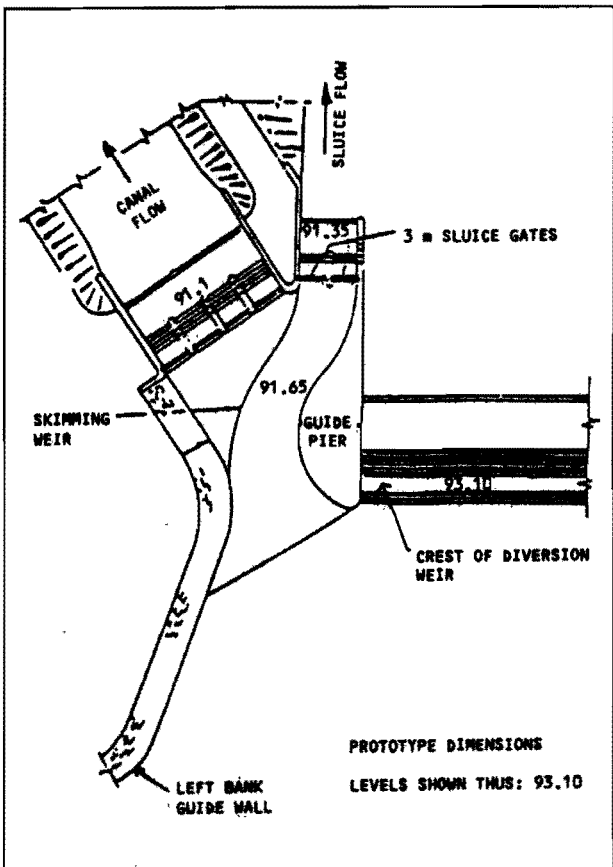 SLUICE FLOW
CANAL
FLOW
91.35
3 m SLUICE GATES
91.1
91.65
SKIMMING
WEIR
GUIDE
PIER
93.10
CREST OF DIVERSION
WEIR
PROTOTYPE DIMENSIONS
LEVELS SHOWN THUS: 93.10
LEFT BANK
GUIDE WALL